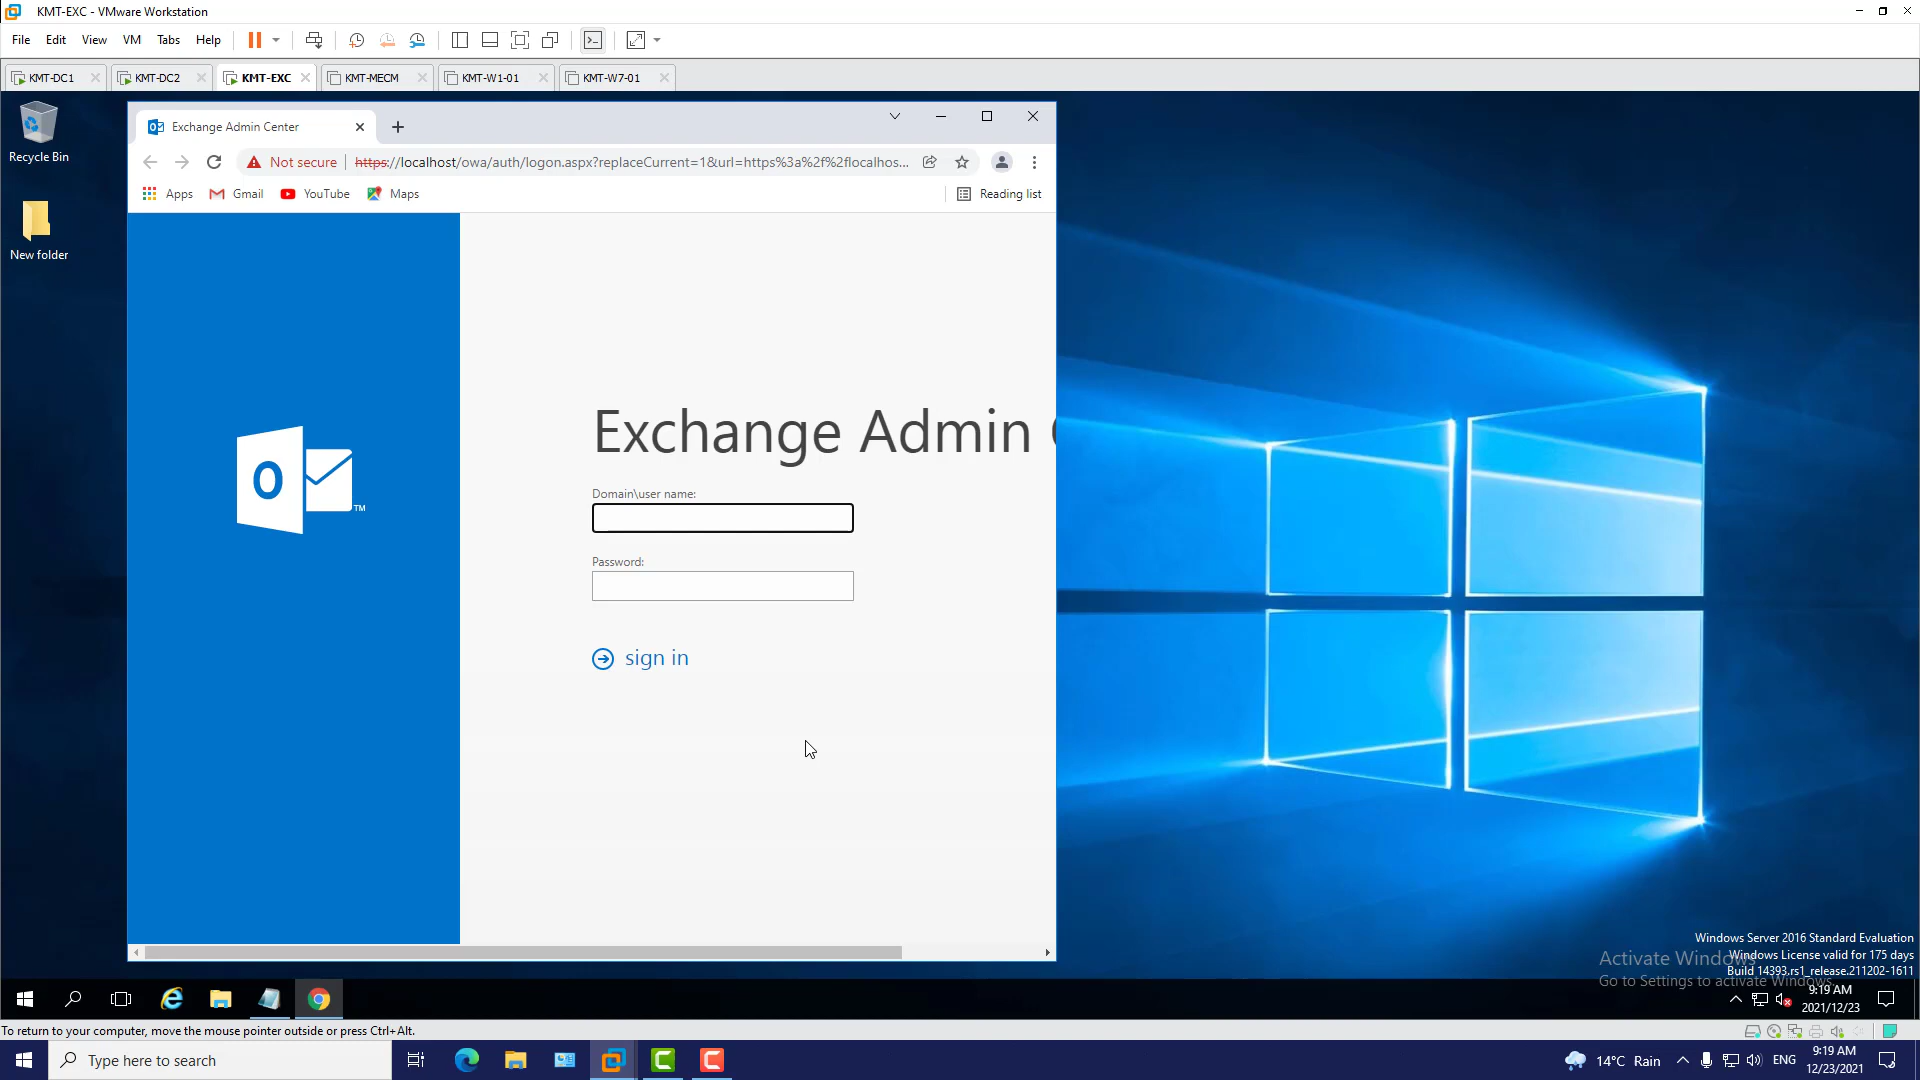 KMT-EXC - VMware Workstation
File Edit View VM Tabs Help
KMT-DC1 KMT-DC2 KMT-EXC KMT-MECM KMT-W1-01 KMT-W7-01
Recycle Bin
New folder
Exchange Admin Center
Not secure https://localhost/owa/auth/logon.aspx?replaceCurrent=1&url=https%3a%2f%2flocalhos...
Apps Gmail YouTube Maps Reading list
O
TM
Exchange Admin
Domain\user name:
Password:
sign in
Windows Server 2016 Standard Evaluation
Activate Windows
Windows License valid for 175 days
Build 14393.rs1_release.211202-1611
Go to Settings to activate Windows.
9:19 AM
2021/12/23
To return to your computer, move the mouse pointer outside or press Ctrl+Alt.
Type here to search
14°C Rain
ENG
9:19 AM
12/23/2021